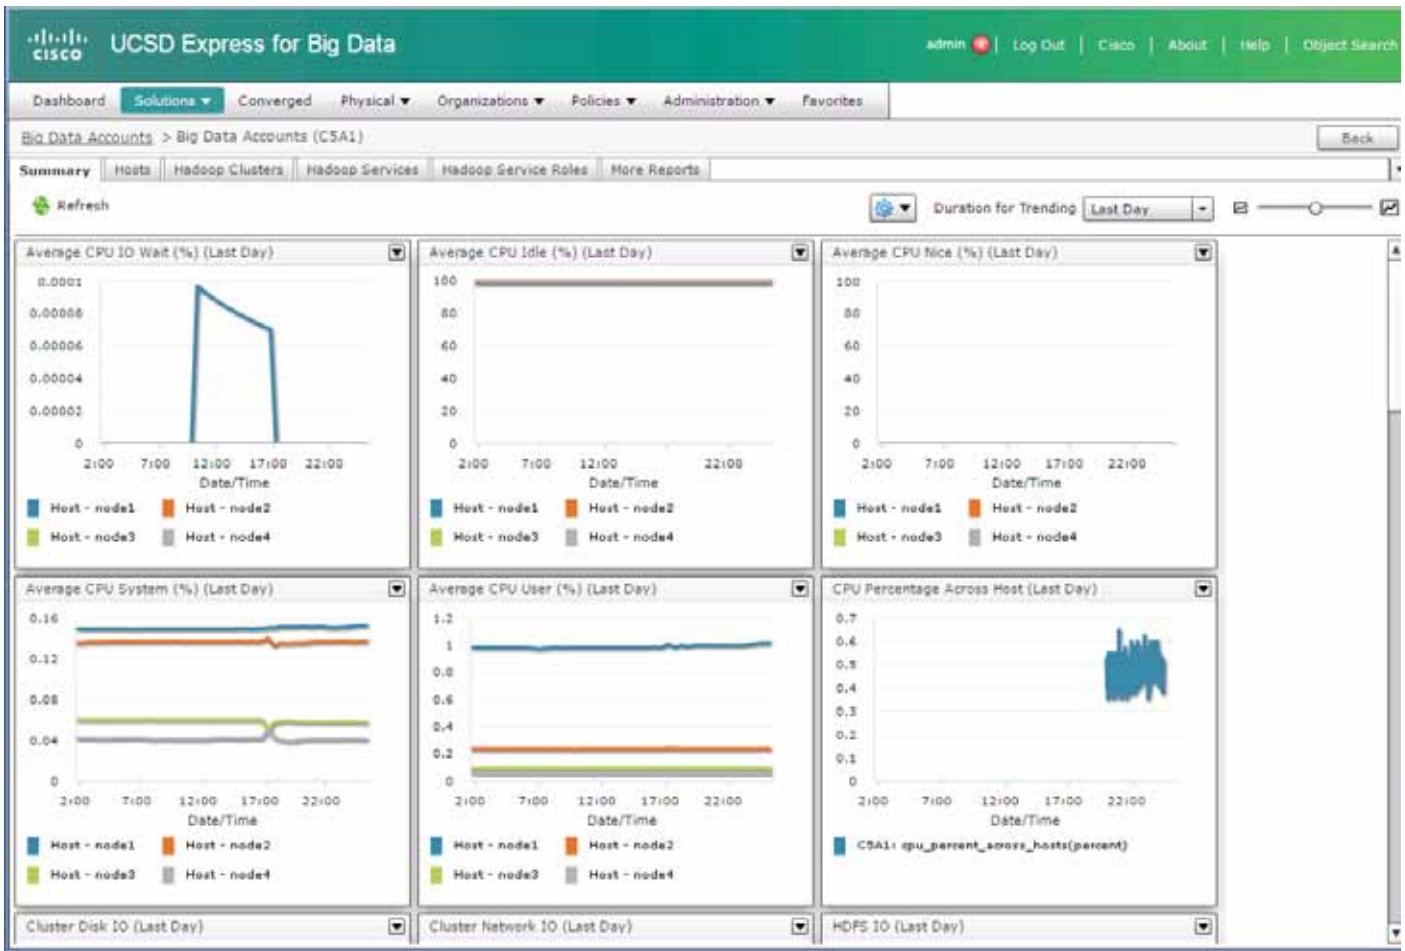 cisco UCSD Express for Big Data
admin | Log Out | Cisco | About | Help | Object Search
Dashboard Solutions Converged Physical Organizations Policies Administration Favorites
Big Data Accounts > Big Data Accounts (C5A1) Back
Summary Hosts Hadoop Clusters Hadoop Services Hadoop Service Roles More Reports
Refresh Duration for Trending Last Day
Average CPU IO Wait (%) (Last Day)
0.0001
0.00008
0.00006
0.00004
0.00002
0
2:00 7:00 12:00 17:00 22:00
Date/Time
Host - node1 Host - node2
Host - node3 Host - node4
Average CPU Idle (%) (Last Day)
100
80
60
40
20
0
2:00 7:00 12:00 22:00
Date/Time
Host - node1 Host - node2
Host - node3 Host - node4
Average CPU Nice (%) (Last Day)
100
80
60
40
20
0
2:00 7:00 12:00 17:00 22:00
Date/Time
Host - node1 Host - node2
Host - node3 Host - node4
Average CPU System (%) (Last Day)
0.16
0.12
0.08
0.04
0
2:00 7:00 12:00 17:00 22:00
Date/Time
Host - node1 Host - node2
Host - node3 Host - node4
Average CPU User (%) (Last Day)
1.2
1
0.8
0.6
0.4
0.2
0
2:00 7:00 12:00 17:00 22:00
Date/Time
Host - node1 Host - node2
Host - node3 Host - node4
CPU Percentage Across Host (Last Day)
0.7
0.6
0.5
0.4
0.3
0.2
0.1
0
2:00 7:00 12:00 17:00 22:00
Date/Time
C5A1: cpu_percent_across_hosts(percent)
Cluster Disk IO (Last Day)
Cluster Network IO (Last Day)
HDFS IO (Last Day)